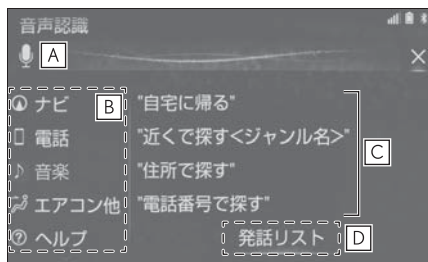 音声認識
A
ナビ B "自宅に帰る"
電話 "近くで探す<ジャンル名>"
C
音楽 "住所で探す"
エアコン他 "電話番号で探す"
ヘルプ 発話リスト D